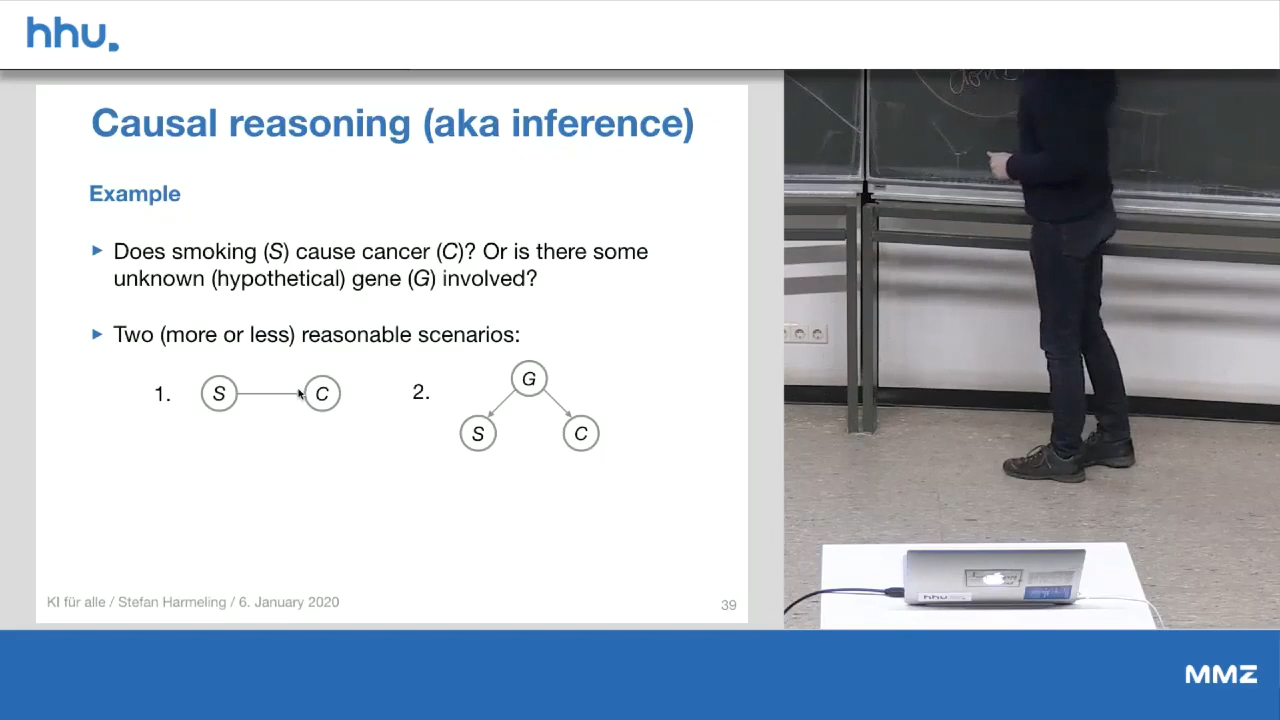 hhu.
Causal reasoning (aka inference)
Example
Does smoking (S) cause cancer (C)? Or is there some
unknown (hypothetical) gene (G) involved?
Two (more or less) reasonable scenarios:
1.
S
C
2.
G
S
C
KI für alle / Stefan Harmeling / 6. January 2020
39
hhu
MMZ